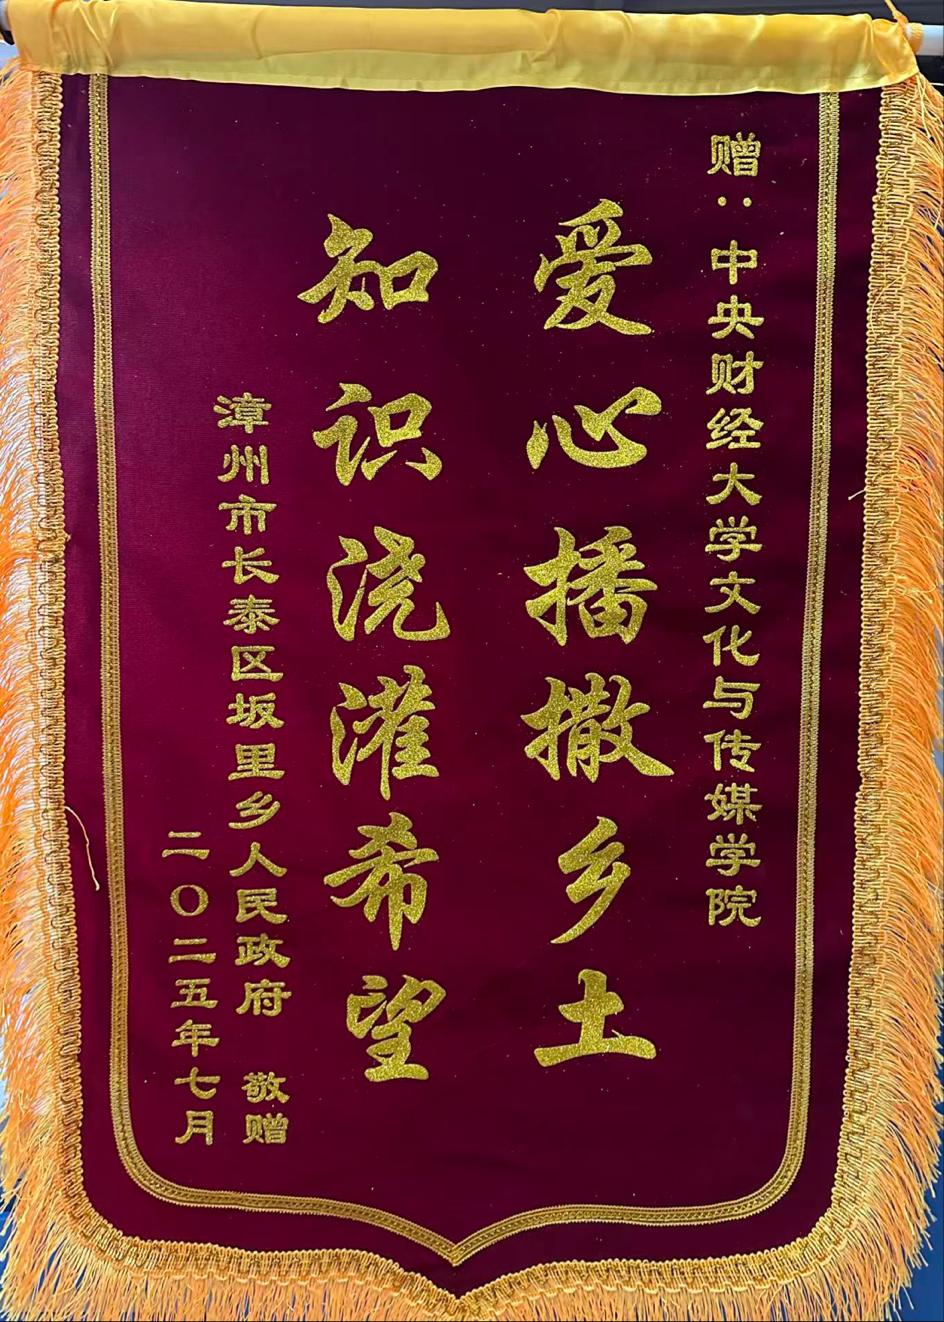 赠：中央财经大学文化与传媒学院
爱心播撒乡土
知识浇灌希望
漳州市长泰区坂里乡人民政府 敬赠
二〇二五年七月